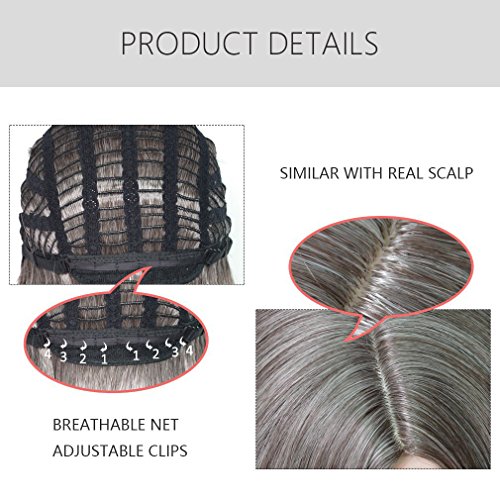 PRODUCT DETAILS
SIMILAR WITH REAL SCALP
4 3 2 1 1 2 3 4
BREATHABLE NET
ADJUSTABLE CLIPS